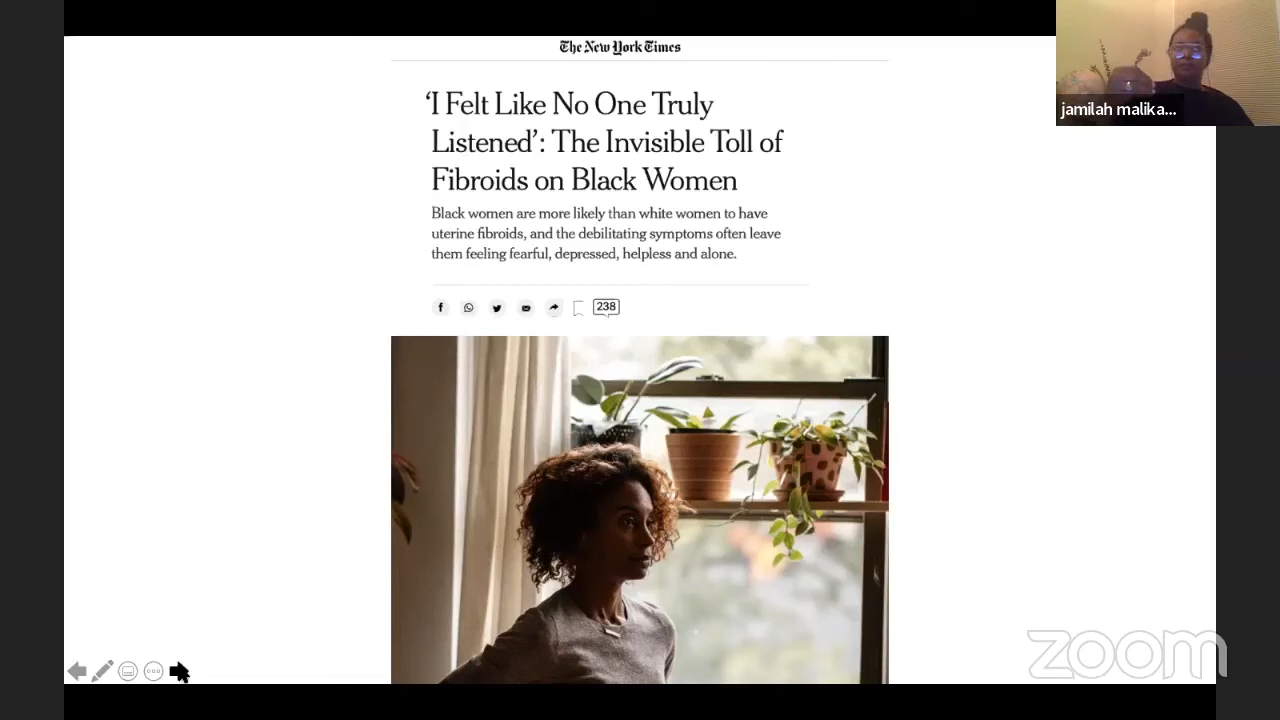 The New York Times
jamilah malika...
‘I Felt Like No One Truly
Listened’: The Invisible Toll of
Fibroids on Black Women
Black women are more likely than white women to have
uterine fibroids, and the debilitating symptoms often leave
them feeling fearful, depressed, helpless and alone.
238
zoom